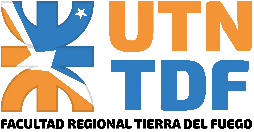 UTN
TDF
FACULTAD REGIONAL TIERRA DEL FUEGO